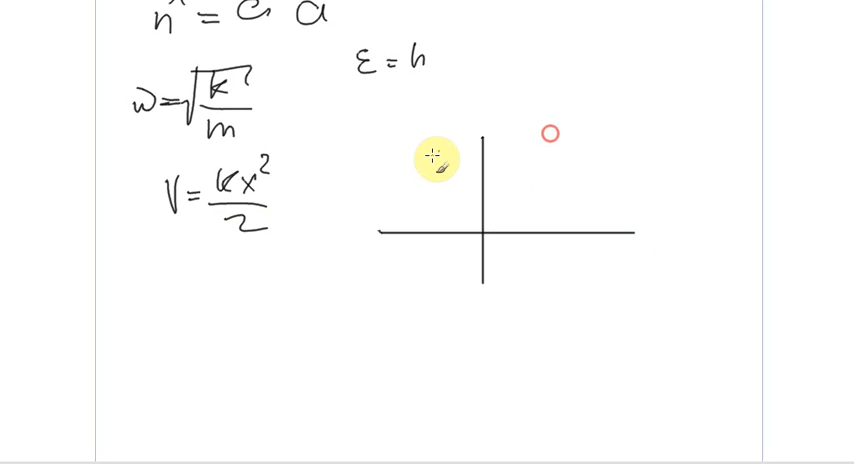 n^ = a
ε = h
ω = √(k/m)
V = kx²/2